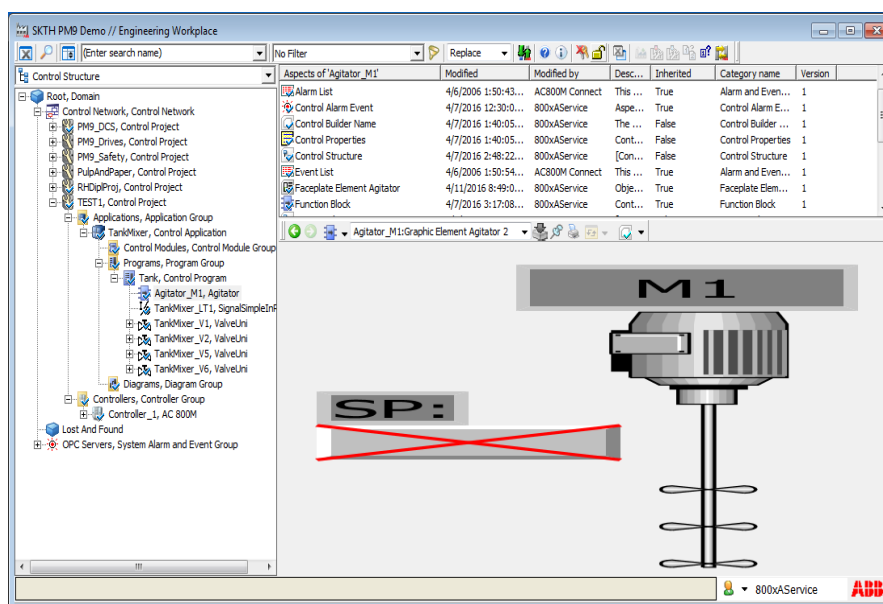 SKTH PM9 Demo // Engineering Workplace
(Enter search name) No Filter Replace
Control Structure
Root, Domain
Control Network, Control Network
PM9_DCS, Control Project
PM9_Drives, Control Project
PM9_Safety, Control Project
PulpAndPaper, Control Project
RHDiplProj, Control Project
TEST1, Control Project
Applications, Application Group
TankMixer, Control Application
Control Modules, Control Module Group
Programs, Program Group
Tank, Control Program
Agitator_M1, Agitator
TankMixer_LT1, SignalSimpleInR
TankMixer_V1, ValveUni
TankMixer_V2, ValveUni
TankMixer_V5, ValveUni
TankMixer_V6, ValveUni
Diagrams, Diagram Group
Controllers, Controller Group
Controller_1, AC 800M
Lost And Found
OPC Servers, System Alarm and Event Group
Aspects of 'Agitator_M1' Modified Modified by Desc... Inherited Category name Version
Alarm List 4/6/2006 1:50:43... AC800M Connect This ... True Alarm and Even... 1
Control Alarm Event 4/7/2016 12:30:0... 800xAService Aspe... True Control Alarm E... 1
Control Builder Name 4/7/2016 1:40:05... 800xAService The ... False Control Builder ... 1
Control Properties 4/7/2016 1:40:05... 800xAService Cont... False Control Properties 1
Control Structure 4/7/2016 2:48:22... 800xAService [Con... False Control Structure 1
Event List 4/6/2006 1:50:54... AC800M Connect This ... True Alarm and Even... 1
Faceplate Element Agitator 4/11/2016 8:49:0... 800xAService Obje... True Faceplate Elem... 1
Function Block 4/7/2016 3:17:08... 800xAService Cont... False Function Block 1
Agitator_M1:Graphic Element Agitator 2
M1
SP:
800xAService ABB